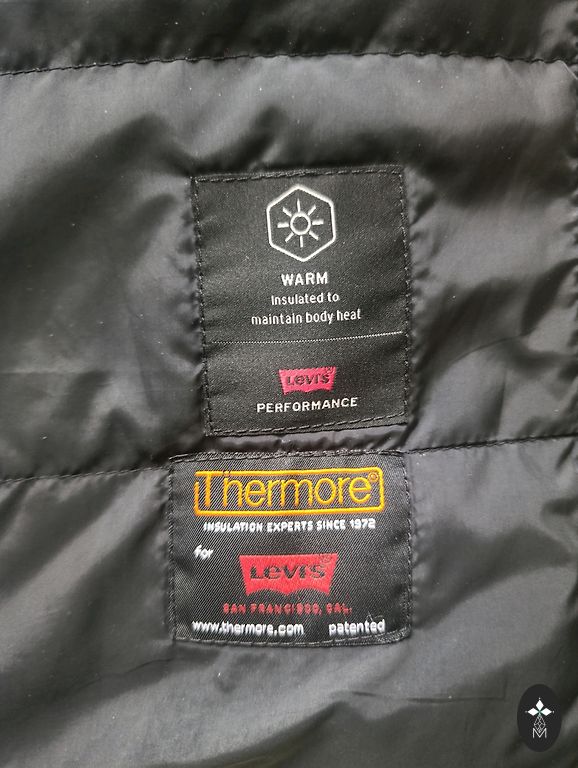 WARM
Insulated to
maintain body heat
Levi's®
PERFORMANCE
Thermore®
INSULATION EXPERTS SINCE 1972
for
Levi's®
SAN FRANCISCO, CAL.
www.thermore.com patented
M